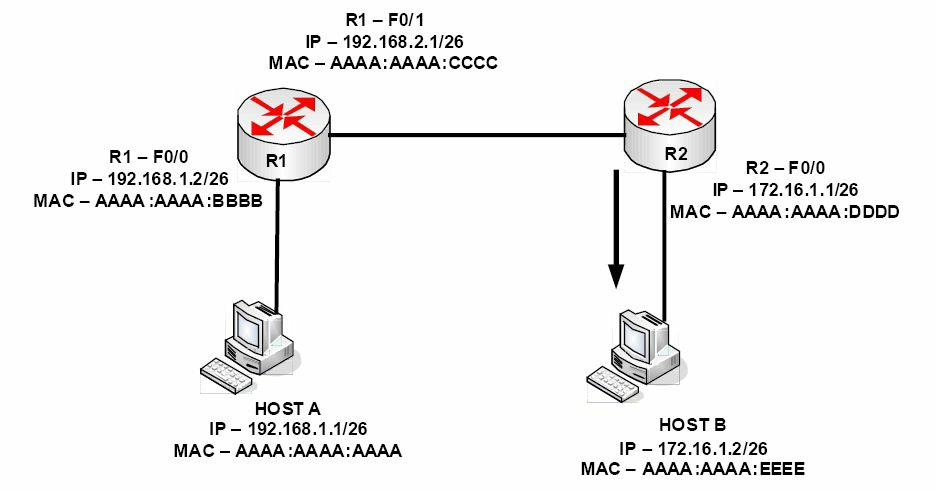 R1 – F0/1
IP – 192.168.2.1/26
MAC – AAAA:AAAA:CCCC
R1
R2
R1 – F0/0
IP – 192.168.1.2/26
MAC – AAAA:AAAA:BBBB
R2 – F0/0
IP – 172.16.1.1/26
MAC – AAAA:AAAA:DDDD
HOST A
IP – 192.168.1.1/26
MAC – AAAA:AAAA:AAAA
HOST B
IP – 172.16.1.2/26
MAC – AAAA:AAAA:EEEE